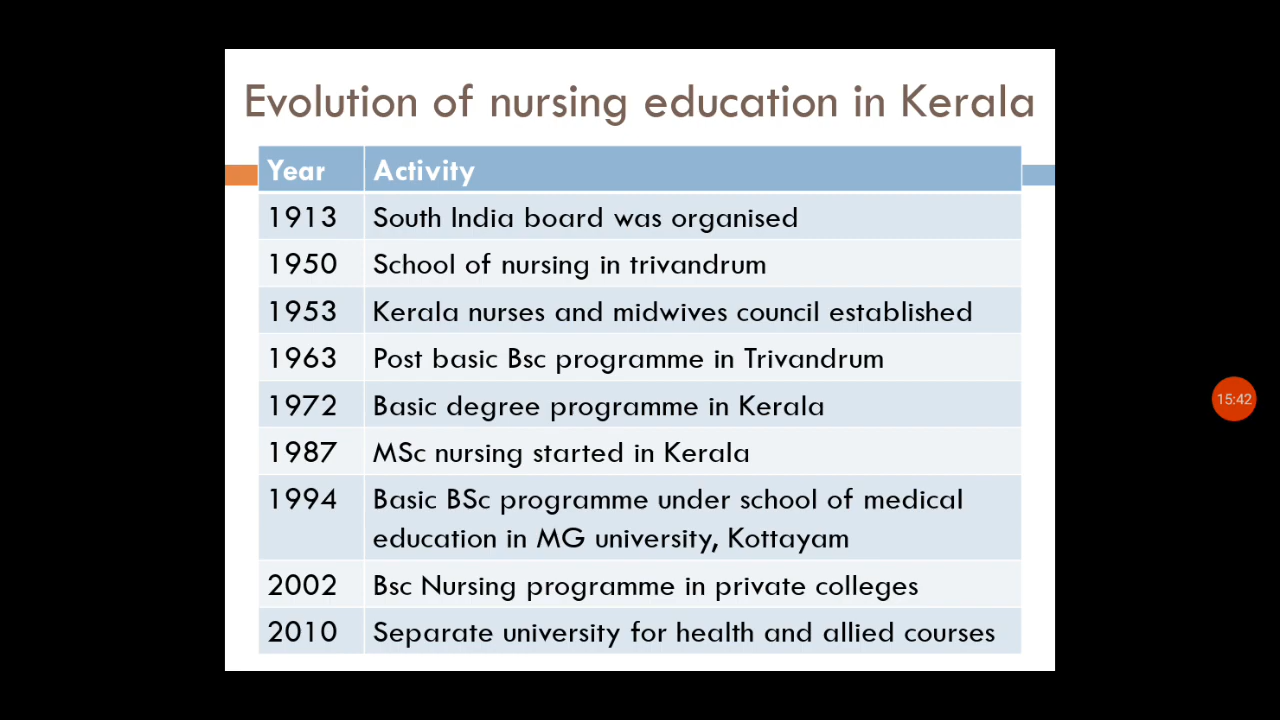 Evolution of nursing education in Kerala
Year Activity
1913 South India board was organised
1950 School of nursing in trivandrum
1953 Kerala nurses and midwives council established
1963 Post basic Bsc programme in Trivandrum
1972 Basic degree programme in Kerala
1987 MSc nursing started in Kerala
1994 Basic BSc programme under school of medical
education in MG university, Kottayam
2002 Bsc Nursing programme in private colleges
2010 Separate university for health and allied courses
15:42